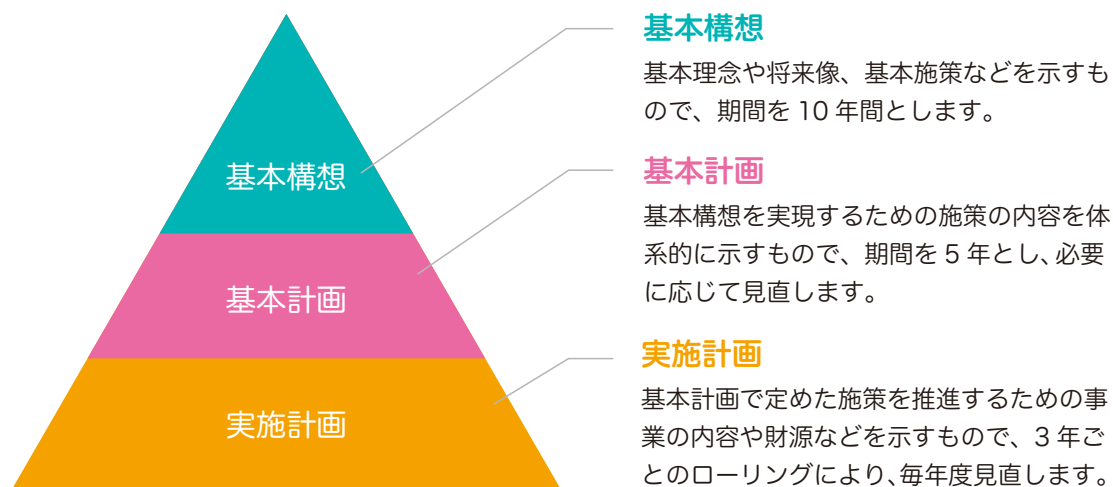 基本構想
基本理念や将来像、基本施策などを示すも
ので、期間を 10 年間とします。
基本計画
基本構想を実現するための施策の内容を体
系的に示すもので、期間を 5 年とし、必要
に応じて見直します。
実施計画
基本計画で定めた施策を推進するための事
業の内容や財源などを示すもので、3 年ご
とのローリングにより、毎年度見直します。
基本構想
基本計画
実施計画